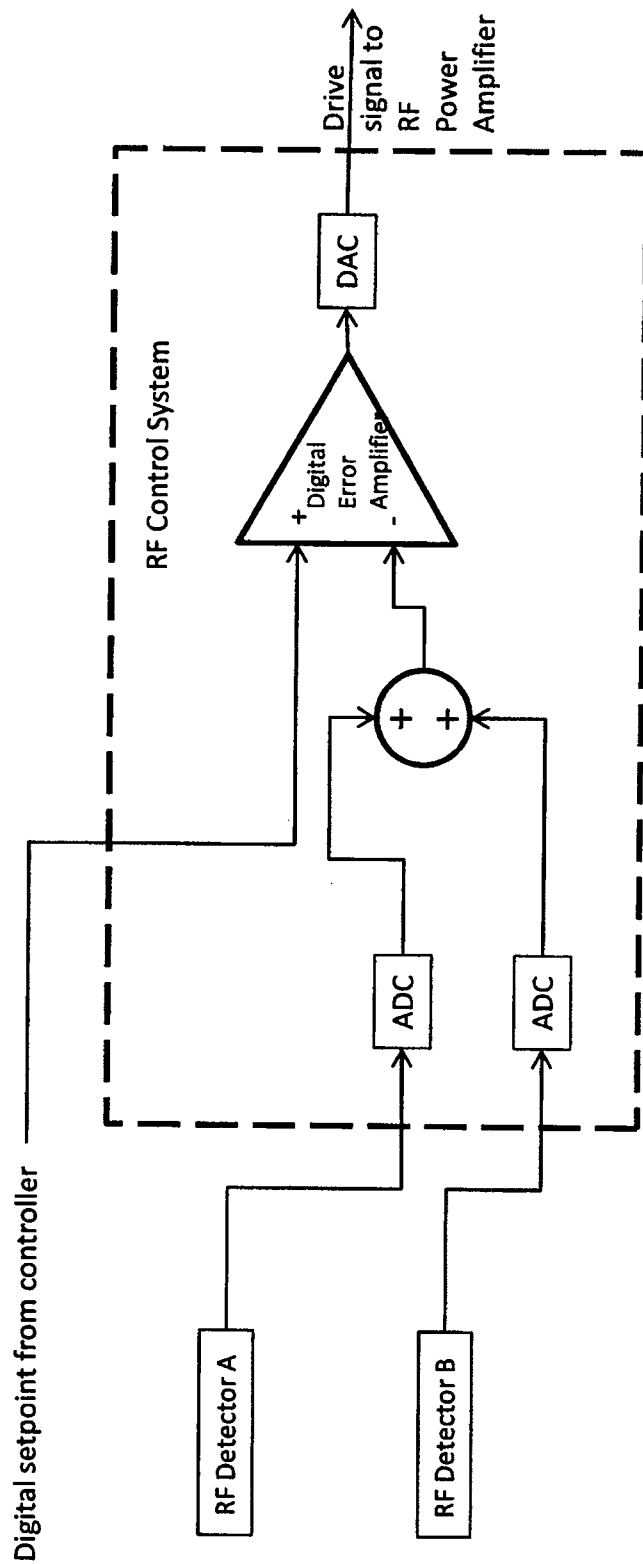 Digital setpoint from controller
RF Control System
RF Detector A
RF Detector B
ADC
ADC
+
+
+
-
Digital
Error
Amplifier
DAC
Drive
signal to
RF
Power
Amplifier